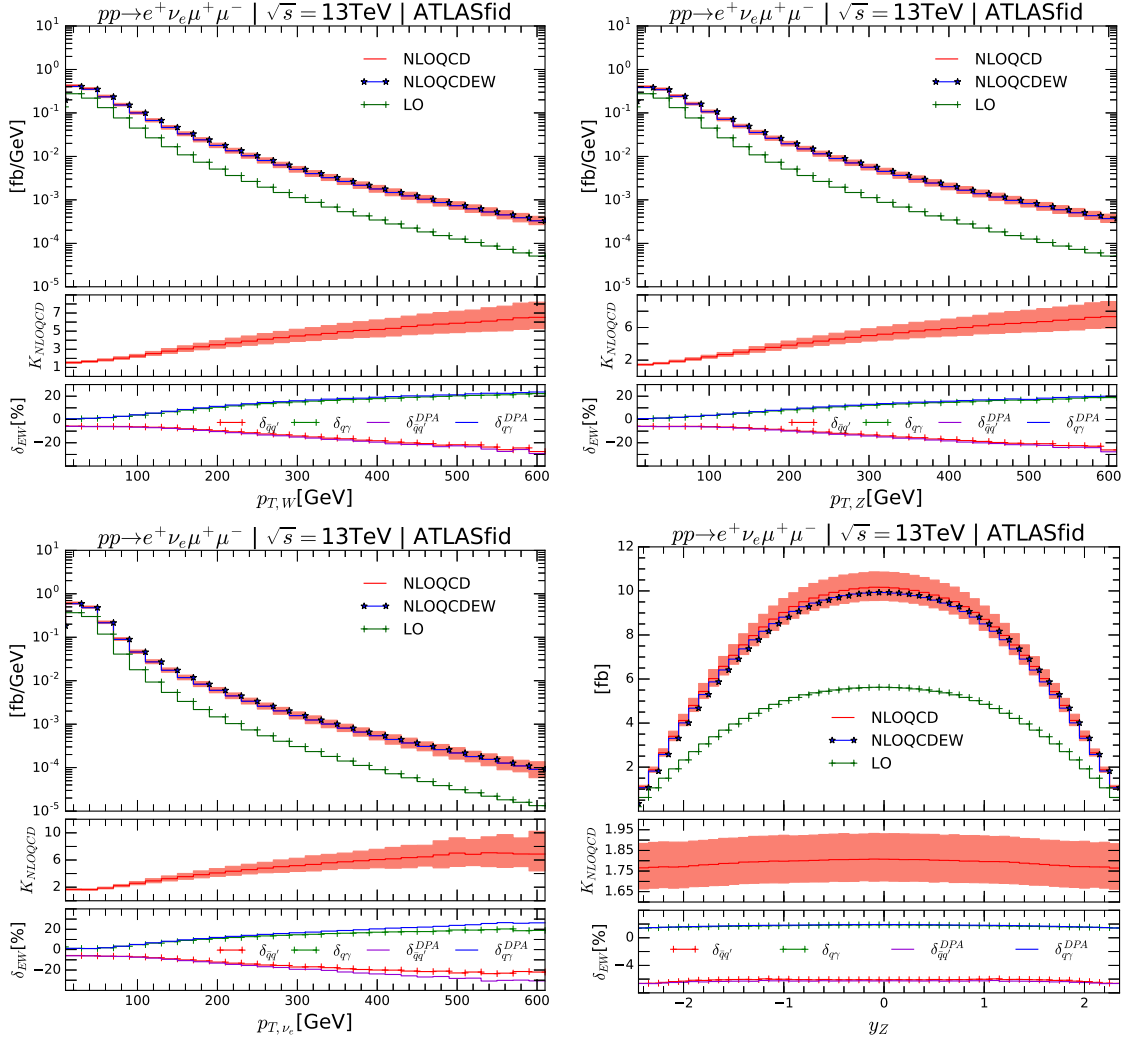 pp→e⁺νₑμ⁺μ⁻ | √s = 13TeV | ATLASfid
10¹
10⁰
10⁻¹
10⁻²
10⁻³
10⁻⁴
10⁻⁵
[fb/GeV]
NLOQCD
NLOQCDEW
LO
7
5
3
1
K_NLOQCD
20
0
−20
δ_EW[%]
δ_q̄q′ δ_qγ δ_q̄q′^DPA δ_qγ^DPA
100 200 300 400 500 600
p_T,W[GeV]
pp→e⁺νₑμ⁺μ⁻ | √s = 13TeV | ATLASfid
10¹
10⁰
10⁻¹
10⁻²
10⁻³
10⁻⁴
10⁻⁵
[fb/GeV]
NLOQCD
NLOQCDEW
LO
6
4
2
K_NLOQCD
20
0
−20
δ_EW[%]
δ_q̄q′ δ_qγ δ_q̄q′^DPA δ_qγ^DPA
100 200 300 400 500 600
p_T,Z[GeV]
pp→e⁺νₑμ⁺μ⁻ | √s = 13TeV | ATLASfid
10¹
10⁰
10⁻¹
10⁻²
10⁻³
10⁻⁴
10⁻⁵
[fb/GeV]
NLOQCD
NLOQCDEW
LO
10
8
6
4
2
K_NLOQCD
20
0
−20
δ_EW[%]
δ_q̄q′ δ_qγ δ_q̄q′^DPA δ_qγ^DPA
100 200 300 400 500 600
p_T,νₑ[GeV]
pp→e⁺νₑμ⁺μ⁻ | √s = 13TeV | ATLASfid
12
10
8
6
4
2
[fb]
NLOQCD
NLOQCDEW
LO
1.95
1.85
1.75
1.65
K_NLOQCD
0
−4
δ_EW[%]
δ_q̄q′ δ_qγ δ_q̄q′^DPA δ_qγ^DPA
−2 −1 0 1 2
y_Z